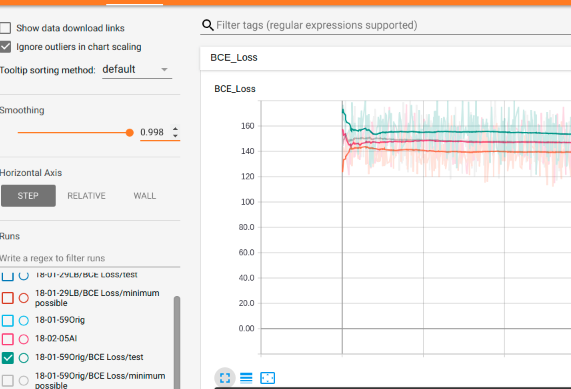 Show data download links
Ignore outliers in chart scaling
Tooltip sorting method: default
Smoothing
0.998
Horizontal Axis
STEP RELATIVE WALL
Runs
Write a regex to filter runs
18-01-29LB/BCE Loss/test
18-01-29LB/BCE Loss/minimum
possible
18-01-59Orig
18-02-05AI
18-01-59Orig/BCE Loss/test
18-01-59Orig/BCE Loss/minimum
possible
Filter tags (regular expressions supported)
BCE_Loss
BCE_Loss
160
140
120
100
80.0
60.0
40.0
20.0
0.00